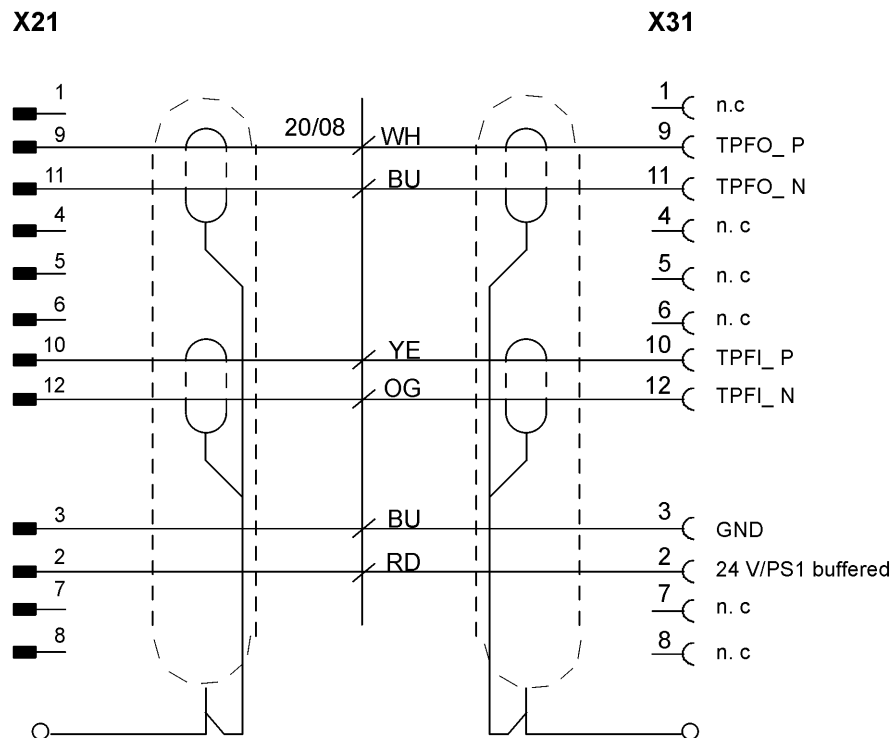 X21 X31
1 1 n.c
9 20/08 WH 9 TPFO_ P
11 BU 11 TPFO_ N
4 4 n. c
5 5 n. c
6 6 n. c
10 YE 10 TPFI_ P
12 OG 12 TPFI_ N
3 BU 3 GND
2 RD 2 24 V/PS1 buffered
7 7 n. c
8 8 n. c